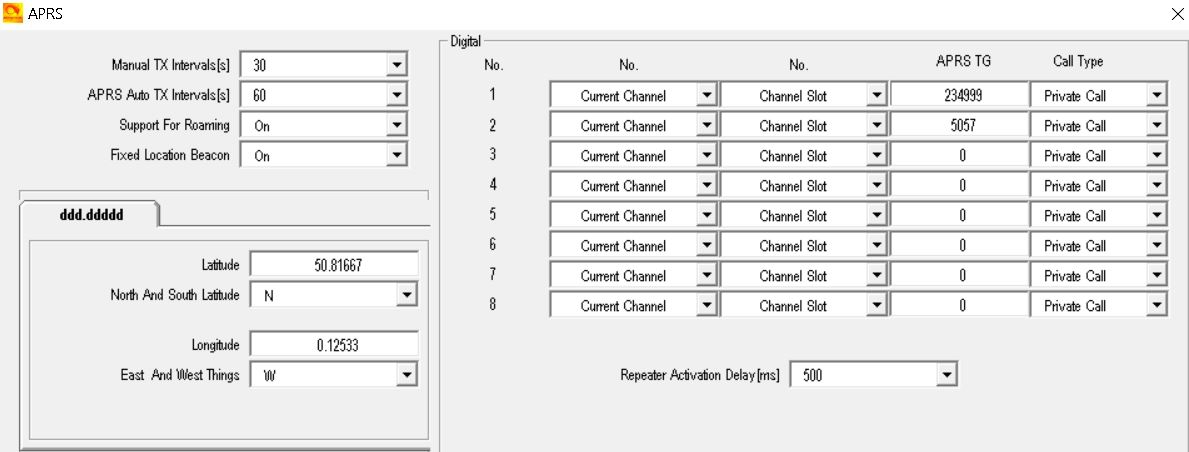 APRS
Manual TX Intervals[s] 30
APRS Auto TX Intervals[s] 60
Support For Roaming On
Fixed Location Beacon On
ddd.ddddd
Latitude 50.81667
North And South Latitude N
Longitude 0.12533
East And West Things W
Digital
No. No. No. APRS TG Call Type
1 Current Channel Channel Slot 234999 Private Call
2 Current Channel Channel Slot 5057 Private Call
3 Current Channel Channel Slot 0 Private Call
4 Current Channel Channel Slot 0 Private Call
5 Current Channel Channel Slot 0 Private Call
6 Current Channel Channel Slot 0 Private Call
7 Current Channel Channel Slot 0 Private Call
8 Current Channel Channel Slot 0 Private Call
Repeater Activation Delay[ms] 500